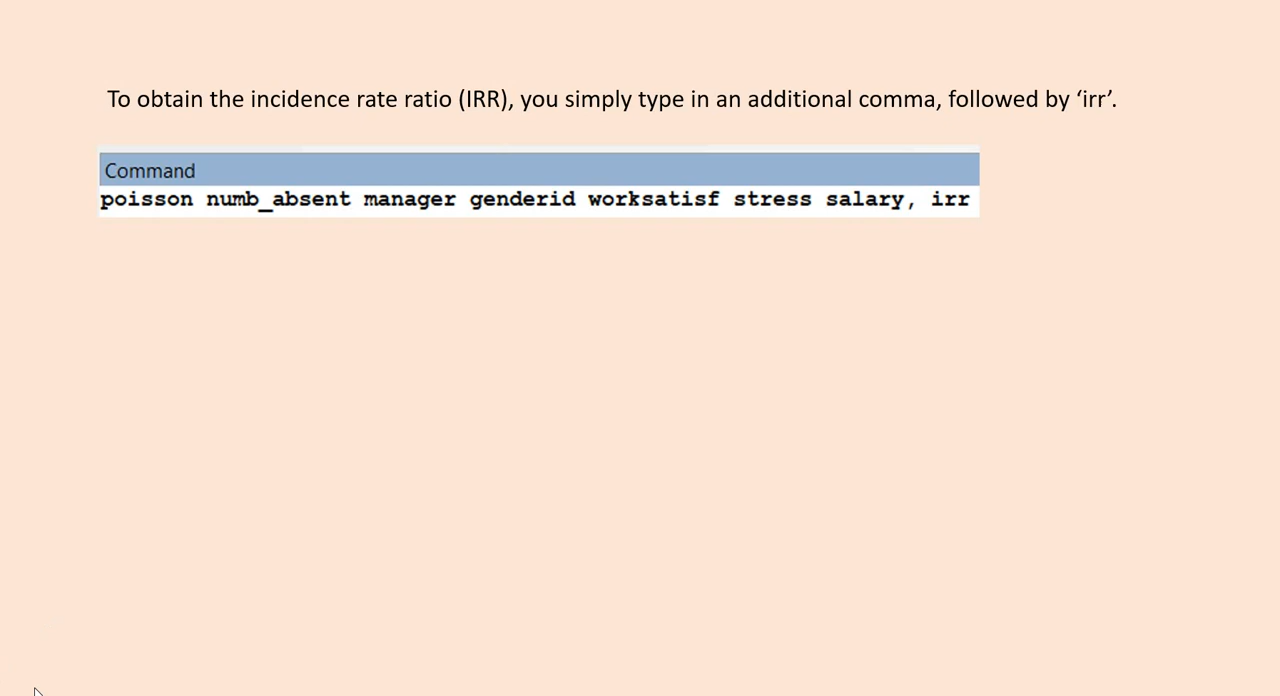 To obtain the incidence rate ratio (IRR), you simply type in an additional comma, followed by ‘irr’.
Command
poisson numb_absent manager genderid worksatisf stress salary, irr